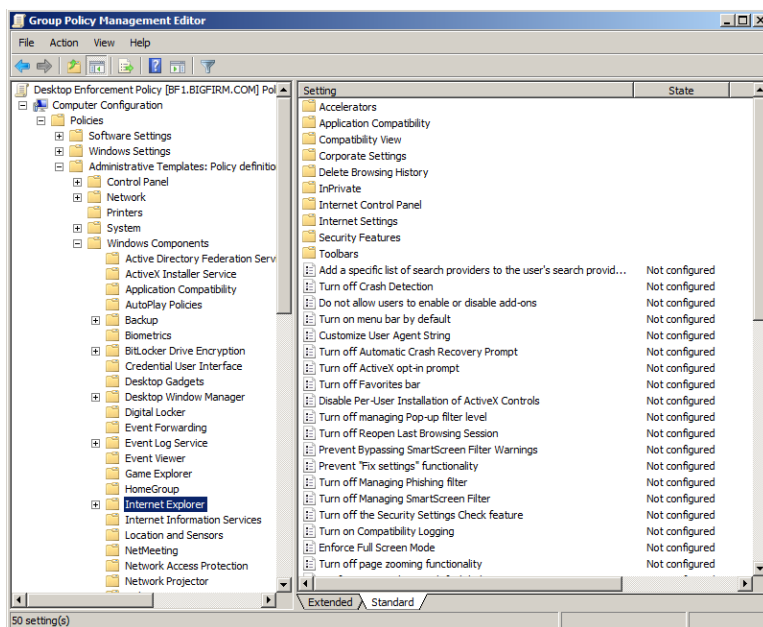 Group Policy Management Editor
File Action View Help
Desktop Enforcement Policy [BF1.BIGFIRM.COM] Pol
Computer Configuration
Policies
Software Settings
Windows Settings
Administrative Templates: Policy definitio
Control Panel
Network
Printers
System
Windows Components
Active Directory Federation Serv
ActiveX Installer Service
Application Compatibility
AutoPlay Policies
Backup
Biometrics
BitLocker Drive Encryption
Credential User Interface
Desktop Gadgets
Desktop Window Manager
Digital Locker
Event Forwarding
Event Log Service
Event Viewer
Game Explorer
HomeGroup
Internet Explorer
Internet Information Services
Location and Sensors
NetMeeting
Network Access Protection
Network Projector
Setting State
Accelerators
Application Compatibility
Compatibility View
Corporate Settings
Delete Browsing History
InPrivate
Internet Control Panel
Internet Settings
Security Features
Toolbars
Add a specific list of search providers to the user's search provid... Not configured
Turn off Crash Detection Not configured
Do not allow users to enable or disable add-ons Not configured
Turn on menu bar by default Not configured
Customize User Agent String Not configured
Turn off Automatic Crash Recovery Prompt Not configured
Turn off ActiveX opt-in prompt Not configured
Turn off Favorites bar Not configured
Disable Per-User Installation of ActiveX Controls Not configured
Turn off managing Pop-up filter level Not configured
Turn off Reopen Last Browsing Session Not configured
Prevent Bypassing SmartScreen Filter Warnings Not configured
Prevent "Fix settings" functionality Not configured
Turn off Managing Phishing filter Not configured
Turn off Managing SmartScreen Filter Not configured
Turn off the Security Settings Check feature Not configured
Turn on Compatibility Logging Not configured
Enforce Full Screen Mode Not configured
Turn off page zooming functionality Not configured
Extended Standard
50 setting(s)